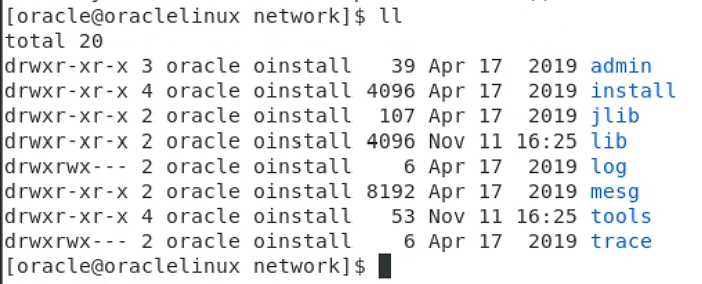 [oracle@oraclelinux network]$ ll
total 20
drwxr-xr-x 3 oracle oinstall   39 Apr 17  2019 admin
drwxr-xr-x 4 oracle oinstall 4096 Apr 17  2019 install
drwxr-xr-x 2 oracle oinstall  107 Apr 17  2019 jlib
drwxr-xr-x 2 oracle oinstall 4096 Nov 11 16:25 lib
drwxrwx--- 2 oracle oinstall    6 Apr 17  2019 log
drwxr-xr-x 2 oracle oinstall 8192 Apr 17  2019 mesg
drwxr-xr-x 4 oracle oinstall   53 Nov 11 16:25 tools
drwxrwx--- 2 oracle oinstall    6 Apr 17  2019 trace
[oracle@oraclelinux network]$